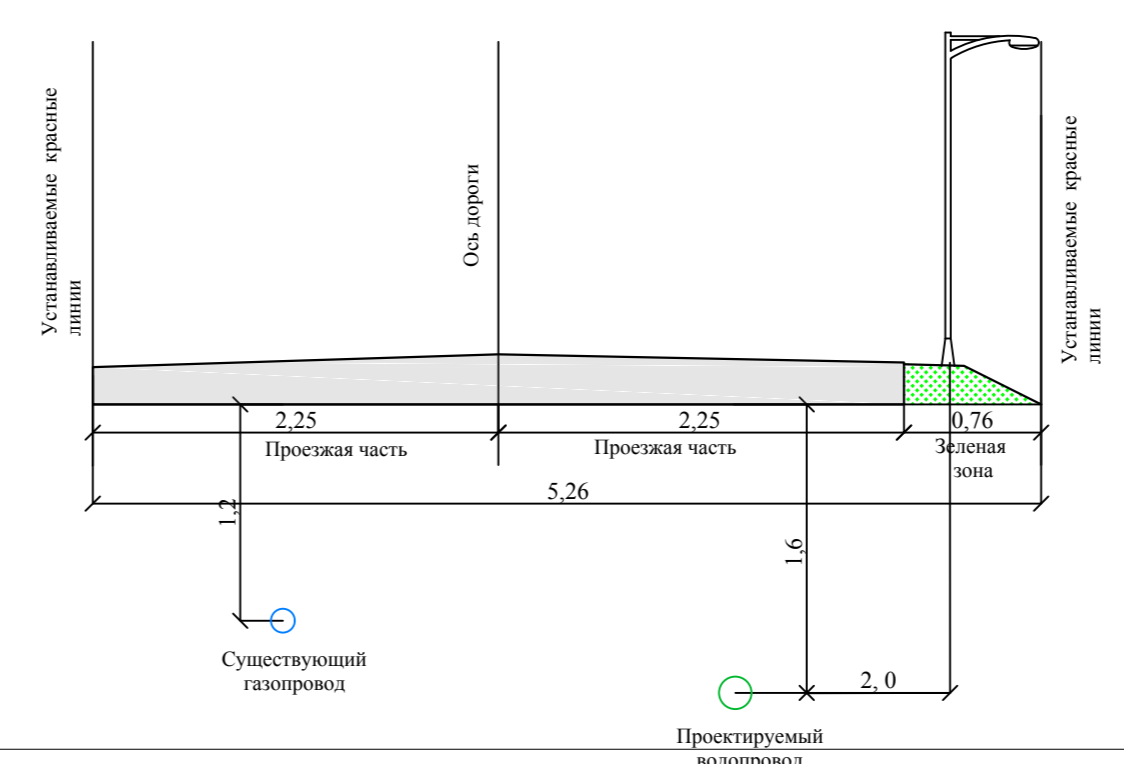 Устанавливаемые красные
линии
Ось дороги
Устанавливаемые красные
линии
2,25
2,25
0,76
Проезжая часть
Проезжая часть
Зеленая
зона
5,26
1,2
1,6
Существующий
газопровод
2, 0
Проектируемый
водопровод